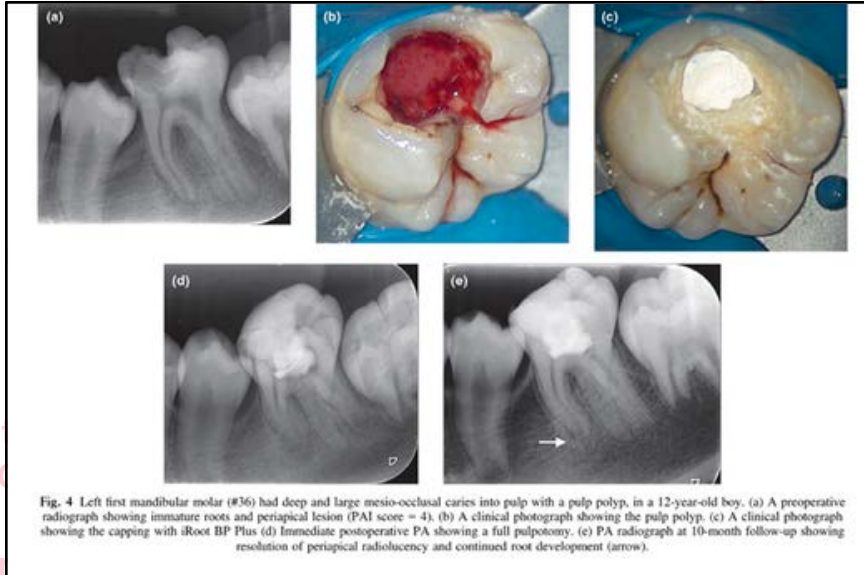 (a)
(b)
(c)
(d)
(e)
Fig. 4 Left first mandibular molar (#36) had deep and large mesio-occlusal caries into pulp with a pulp polyp, in a 12-year-old boy. (a) A preoperative
radiograph showing immature roots and periapical lesion (PAI score = 4). (b) A clinical photograph showing the pulp polyp. (c) A clinical photograph
showing the capping with iRoot BP Plus (d) Immediate postoperative PA showing a full pulpotomy. (e) PA radiograph at 10-month follow-up showing
resolution of periapical radiolucency and continued root development (arrow).